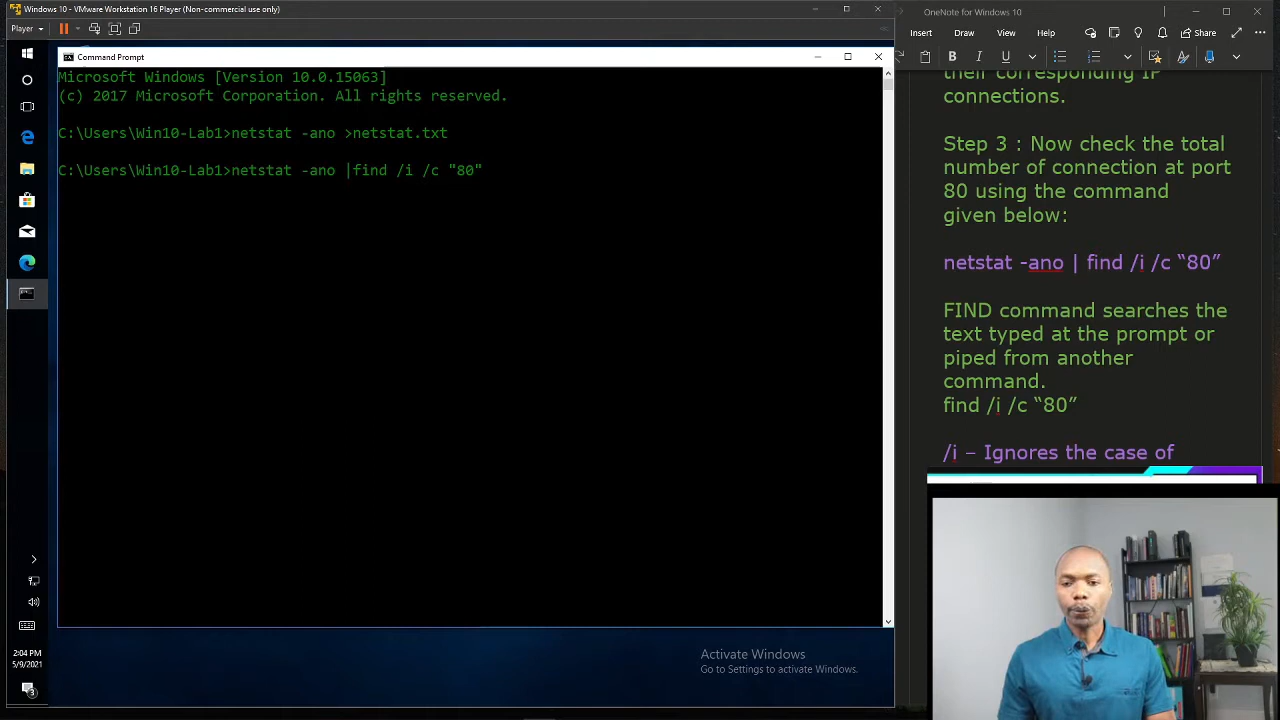 Windows 10 - VMware Workstation 16 Player (Non-commercial use only)
Player
Command Prompt
Microsoft Windows [Version 10.0.15063]
(c) 2017 Microsoft Corporation. All rights reserved.
C:\Users\Win10-Lab1>netstat -ano >netstat.txt
C:\Users\Win10-Lab1>netstat -ano |find /i /c "80"
2:04 PM
5/9/2021
Activate Windows
Go to Settings to activate Windows.
OneNote for Windows 10
Insert Draw View Help Share
B I U
their corresponding IP
connections.
Step 3 : Now check the total
number of connection at port
80 using the command
given below:
netstat -ano | find /i /c “80”
FIND command searches the
text typed at the prompt or
piped from another
command.
find /i /c “80”
/i – Ignores the case of